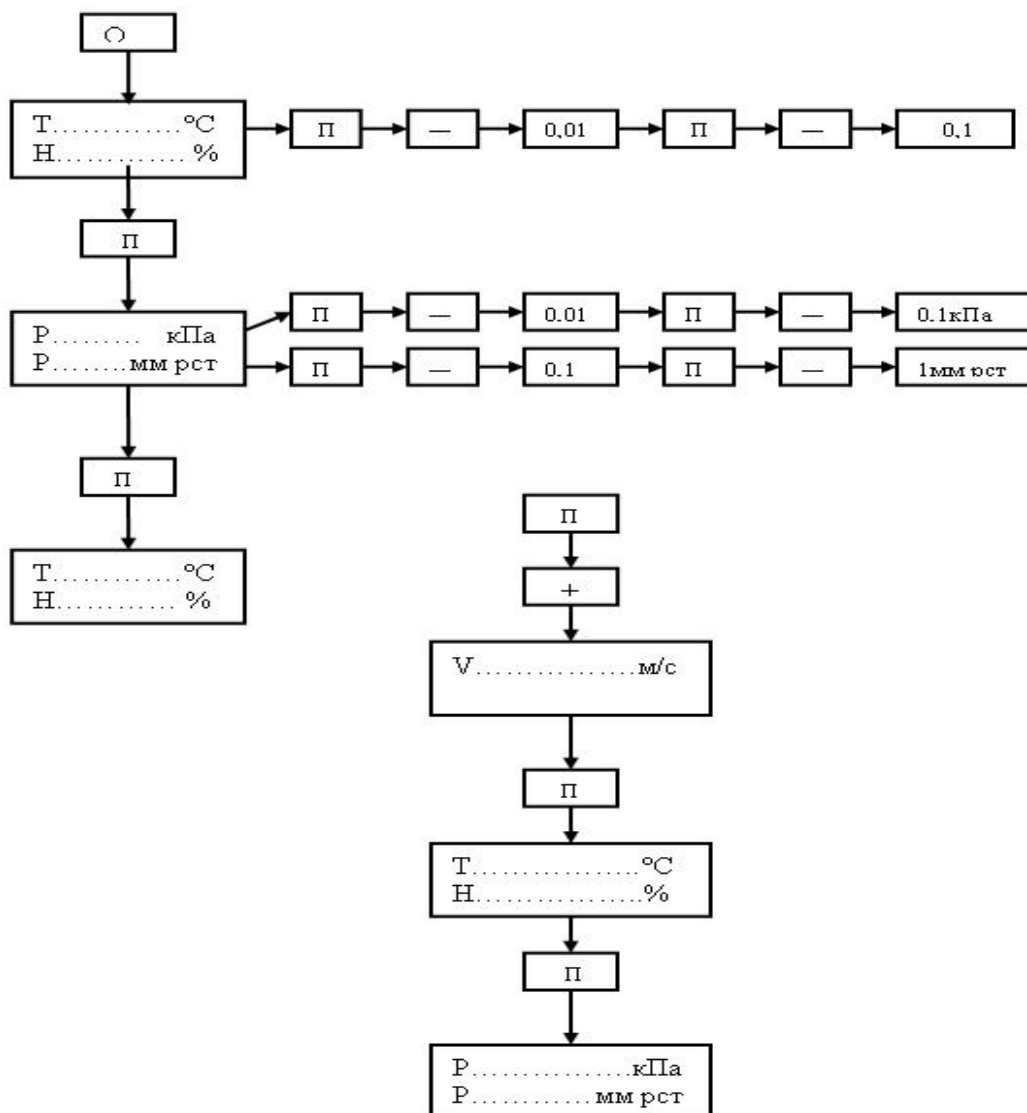 Т………….°С П — 0.01 П — 0.1
Н………… %
П
Р……… кПа П — 0.01 П — 0.1кПа
Р……..мм рст П — 0.1 П — 1мм рст
П
Т………….°С
Н………… %
П
+
V…………….м/с
П
Т……………..°С
Н……………..%
П
Р…………….кПа
Р…………мм рст